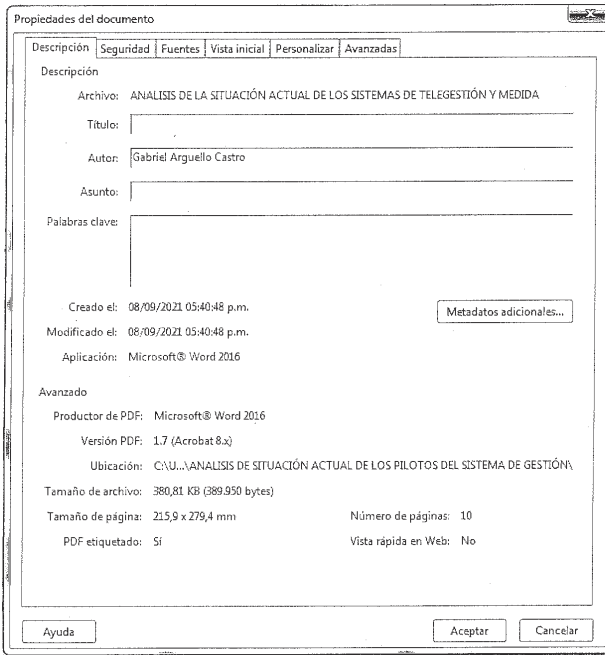 Propiedades del documento
Descripción Seguridad Fuentes Vista inicial Personalizar Avanzadas
Descripción
Archivo: ANALISIS DE LA SITUACIÓN ACTUAL DE LOS SISTEMAS DE TELEGESTIÓN Y MEDIDA
Título:
Autor: Gabriel Arguello Castro
Asunto:
Palabras clave:
Creado el: 08/09/2021 05:40:48 p.m.
Metadatos adicionales...
Modificado el: 08/09/2021 05:40:48 p.m.
Aplicación: Microsoft® Word 2016
Avanzado
Productor de PDF: Microsoft® Word 2016
Versión PDF: 1.7 (Acrobat 8.x)
Ubicación: C:\U...\ANALISIS DE SITUACIÓN ACTUAL DE LOS PILOTOS DEL SISTEMA DE GESTIÓN\
Tamaño de archivo: 380,81 KB (389.950 bytes)
Tamaño de página: 215,9 x 279,4 mm Número de páginas: 10
PDF etiquetado: Sí Vista rápida en Web: No
Ayuda Aceptar Cancelar